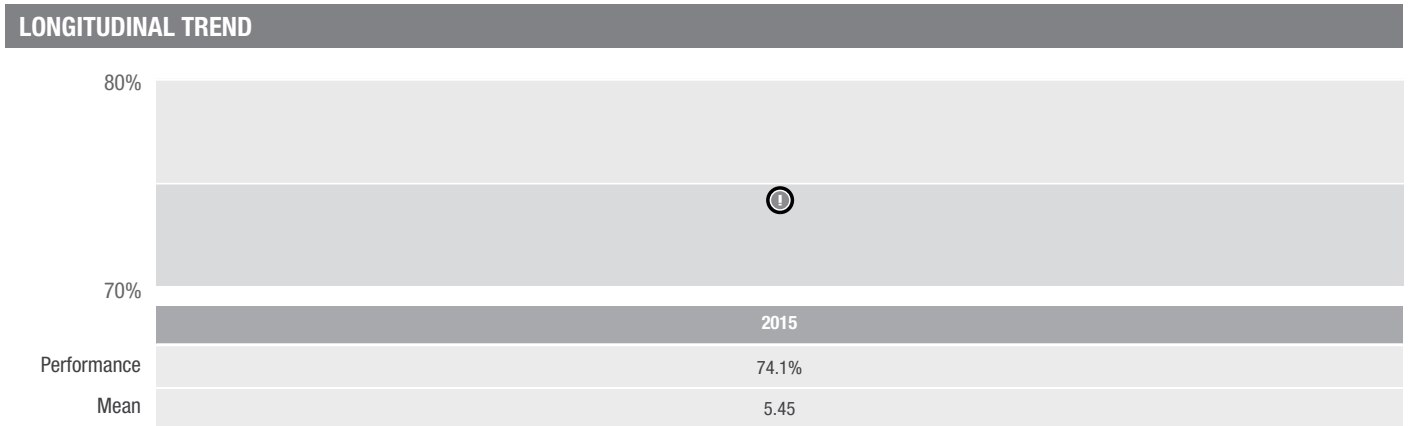 LONGITUDINAL TREND
80%
!
70%
2015
Performance 74.1%
Mean 5.45